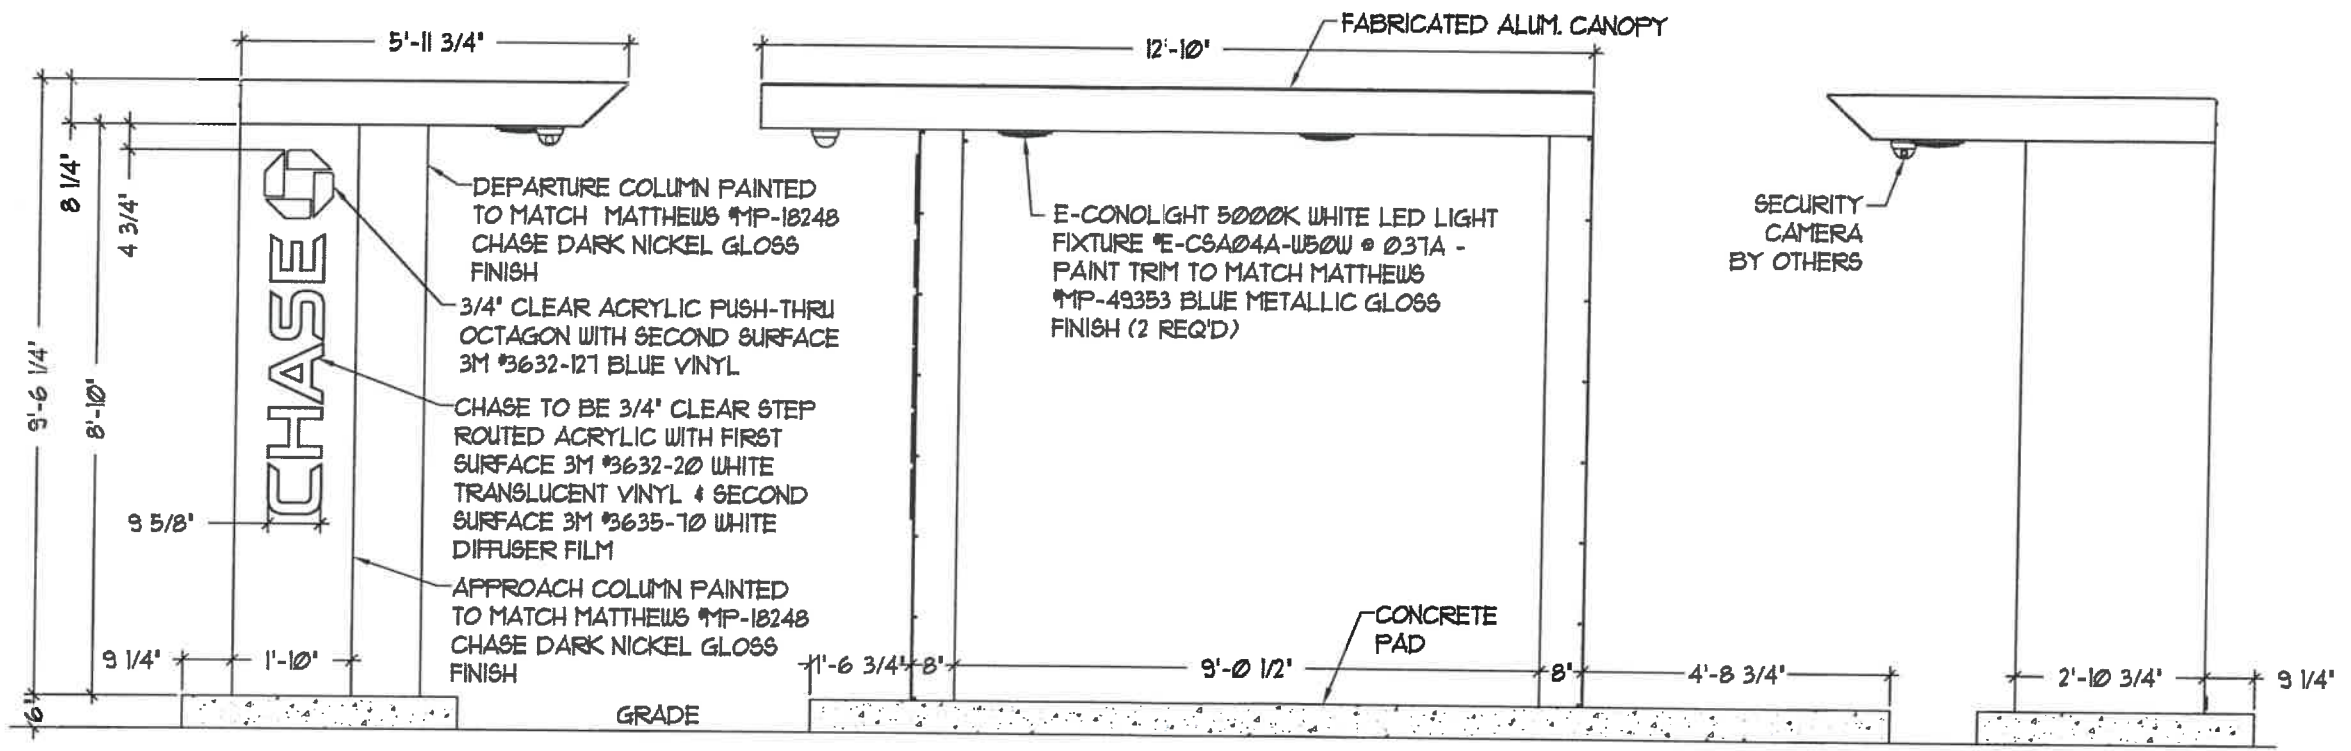 5'-11 3/4"
12'-10"
FABRICATED ALUM. CANOPY
8 1/4"
4 3/4"
9'-6 1/4"
8'-10"
6"
CHASE
9 5/8"
DEPARTURE COLUMN PAINTED
TO MATCH MATTHEWS #MP-18248
CHASE DARK NICKEL GLOSS
FINISH
3/4" CLEAR ACRYLIC PUSH-THRU
OCTAGON WITH SECOND SURFACE
3M #3632-127 BLUE VINYL
CHASE TO BE 3/4" CLEAR STEP
ROUTED ACRYLIC WITH FIRST
SURFACE 3M #3632-20 WHITE
TRANSLUCENT VINYL & SECOND
SURFACE 3M #3635-70 WHITE
DIFFUSER FILM
APPROACH COLUMN PAINTED
TO MATCH MATTHEWS #MP-18248
CHASE DARK NICKEL GLOSS
FINISH
E-CONOLIGHT 5000K WHITE LED LIGHT
FIXTURE #E-CSA04A-W50W @ 0.37A -
PAINT TRIM TO MATCH MATTHEWS
#MP-49353 BLUE METALLIC GLOSS
FINISH (2 REQ'D)
SECURITY
CAMERA
BY OTHERS
CONCRETE
PAD
9 1/4"
1'-10"
1'-6 3/4"
8"
9'-0 1/2"
8"
4'-8 3/4"
2'-10 3/4"
9 1/4"
GRADE